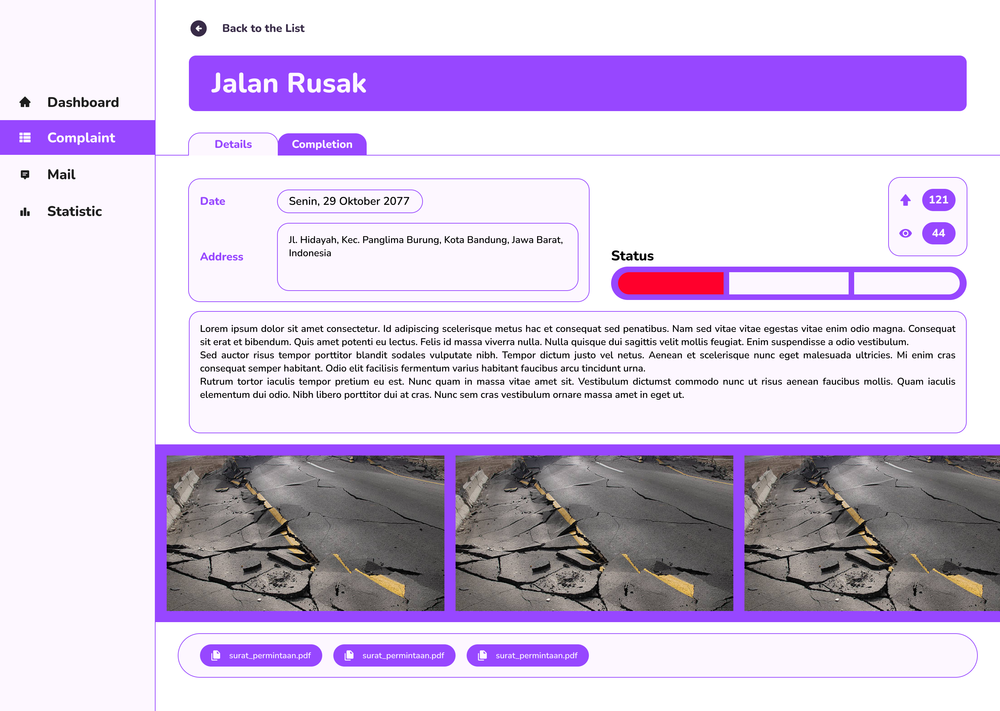 Back to the List
Jalan Rusak
Dashboard
Complaint
Mail
Statistic
Details
Completion
Date
Senin, 29 Oktober 2077
Address
Jl. Hidayah, Kec. Panglima Burung, Kota Bandung, Jawa Barat,
Indonesia
121
44
Status
Lorem ipsum dolor sit amet consectetur. Id adipiscing scelerisque metus hac et consequat sed penatibus. Nam sed vitae vitae egestas vitae enim odio magna. Consequat
sit erat et bibendum. Quis amet potenti eu lectus. Felis id massa viverra nulla. Nulla quisque dui sagittis velit mollis feugiat. Enim suspendisse a odio vestibulum.
Sed auctor risus tempor porttitor blandit sodales vulputate nibh. Tempor dictum justo vel netus. Aenean et scelerisque nunc eget malesuada ultricies. Mi enim cras
consequat semper habitant. Odio elit facilisis fermentum varius habitant faucibus arcu tincidunt urna.
Rutrum tortor iaculis tempor pretium eu est. Nunc quam in massa vitae amet sit. Vestibulum dictumst commodo nunc ut risus aenean faucibus mollis. Quam iaculis
elementum dui odio. Nibh libero porttitor dui at cras. Nunc sem cras vestibulum ornare massa amet in eget ut.
surat_permintaan.pdf
surat_permintaan.pdf
surat_permintaan.pdf